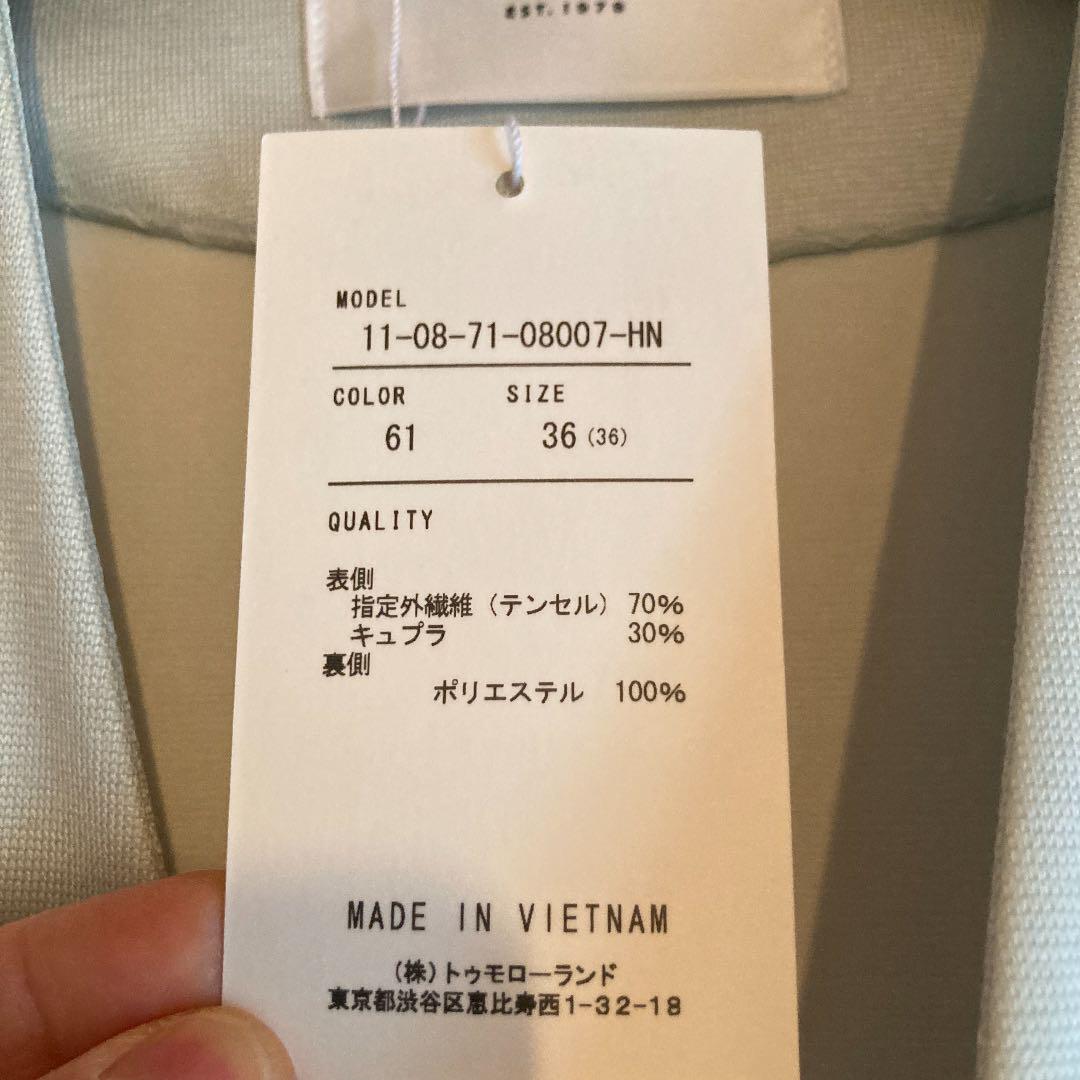 EST. 1978
MODEL
11-08-71-08007-HN
COLOR SIZE
61 36 (36)
QUALITY
表側
指定外繊維(テンセル) 70%
キュプラ 30%
裏側
ポリエステル 100%
MADE IN VIETNAM
(株)トゥモローランド
東京都渋谷区恵比寿西1-32-18